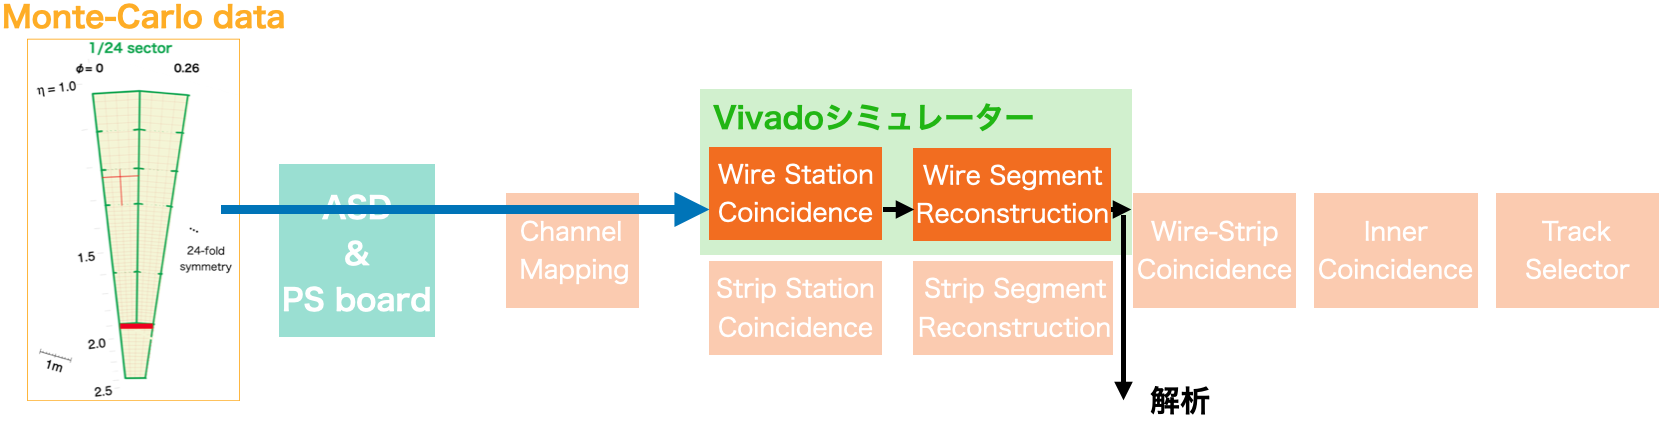 Monte-Carlo data
1/24 sector
ϕ= 0
0.26
η = 1.0
1.5
2.0
2.5
1m
...
24-fold
symmetry
ASD
&
PS board
Channel
Mapping
Vivadoシミュレーター
Wire Station
Coincidence
Wire Segment
Reconstruction
Strip Station
Coincidence
Strip Segment
Reconstruction
Wire-Strip
Coincidence
Inner
Coincidence
Track
Selector
解析